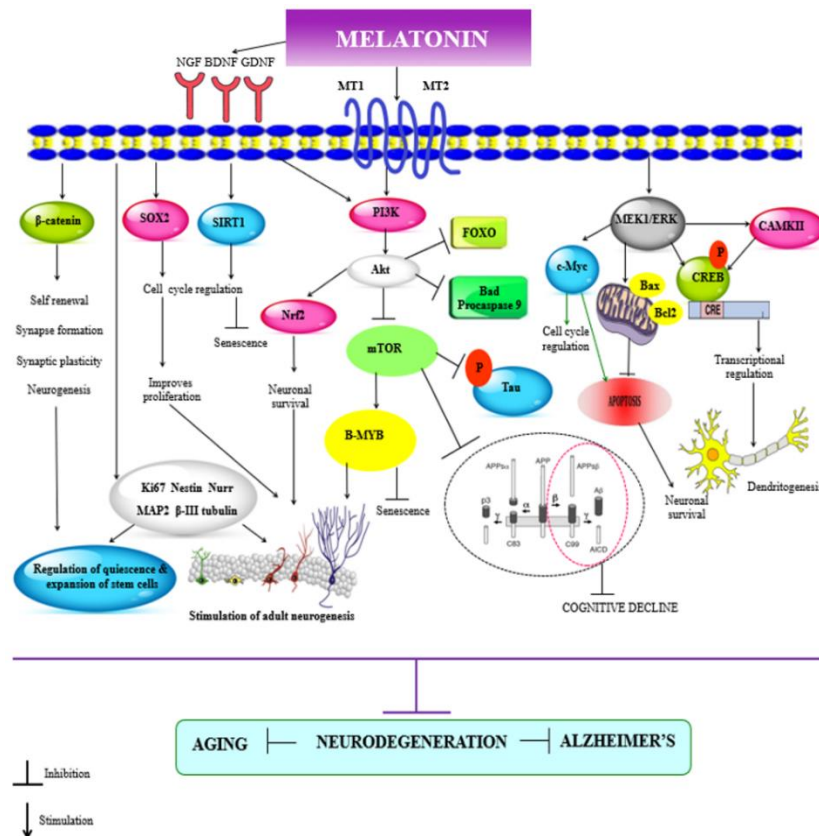 MELATONIN
NGF BDNF GDNF
MT1
MT2
β-catenin
SOX2
SIRT1
PI3K
MEK1/ERK
CAMKII
FOXO
P
CREB
c-Myc
Akt
Bax
Bcl2
CRE
Bad
Procaspase 9
Self renewal
Synapse formation
Synaptic plasticity
Neurogenesis
Cell cycle regulation
Senescence
Nrf2
mTOR
P
Tau
Cell cycle
regulation
Transcriptional
regulation
Improves
proliferation
Neuronal
survival
APOPTOSIS
B-MYB
Senescence
APPsα
APP
APPsβ
p3
α
β
Aβ
γ
γ
C83
C99
AICD
Neuronal
survival
Dendritogenesis
Ki67 Nestin Nurr
MAP2 β-III tubulin
Regulation of quiescence &
expansion of stem cells
Stimulation of adult neurogenesis
COGNITIVE DECLINE
AGING
NEURODEGENERATION
ALZHEIMER'S
Inhibition
Stimulation